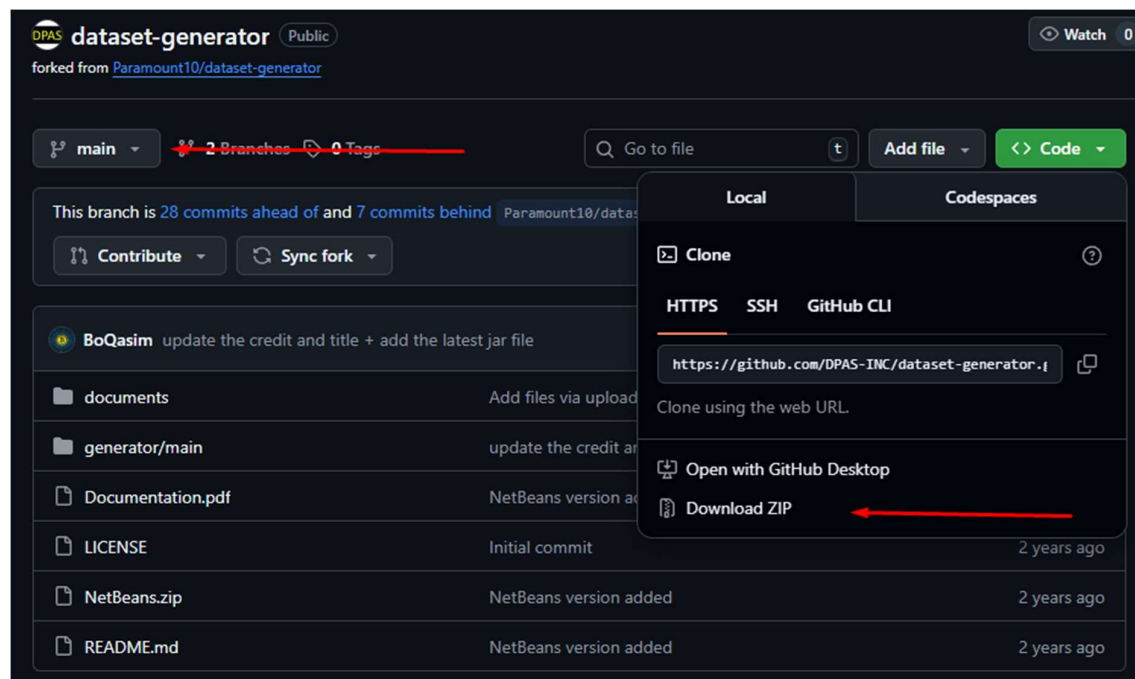 DPAS dataset-generator Public
Watch 0
forked from Paramount10/dataset-generator
main 2 Branches 0 Tags
Go to file t
Add file
<> Code
This branch is 28 commits ahead of and 7 commits behind
Contribute Sync fork
Local Codespaces
Clone
HTTPS SSH GitHub CLI
https://github.com/DPAS-INC/dataset-generator.
Clone using the web URL.
Open with GitHub Desktop
Download ZIP
BoQasim update the credit and title + add the latest jar file
documents Add files via upload
generator/main update the credit
Documentation.pdf NetBeans version
LICENSE Initial commit 2 years ago
NetBeans.zip NetBeans version added 2 years ago
README.md NetBeans version added 2 years ago